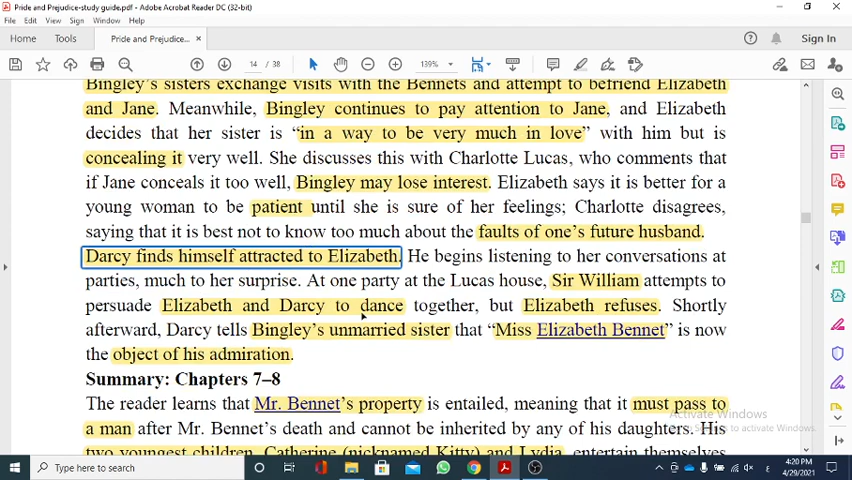 Pride and Prejudice-study guide.pdf - Adobe Acrobat Reader DC (32-bit)
File Edit View Sign Window Help
Home Tools Pride and Prejudice... × Sign In
14 / 38 139%
Bingley's sisters exchange visits with the Bennets and attempt to befriend Elizabeth
and Jane. Meanwhile, Bingley continues to pay attention to Jane, and Elizabeth
decides that her sister is “in a way to be very much in love” with him but is
concealing it very well. She discusses this with Charlotte Lucas, who comments that
if Jane conceals it too well, Bingley may lose interest. Elizabeth says it is better for a
young woman to be patient until she is sure of her feelings; Charlotte disagrees,
saying that it is best not to know too much about the faults of one's future husband.
Darcy finds himself attracted to Elizabeth. He begins listening to her conversations at
parties, much to her surprise. At one party at the Lucas house, Sir William attempts to
persuade Elizabeth and Darcy to dance together, but Elizabeth refuses. Shortly
afterward, Darcy tells Bingley's unmarried sister that “Miss Elizabeth Bennet” is now
the object of his admiration.
Summary: Chapters 7–8
The reader learns that Mr. Bennet's property is entailed, meaning that it must pass to
a man after Mr. Bennet's death and cannot be inherited by any of his daughters. His
two youngest children, Catherine (nicknamed Kitty) and Lydia, entertain themselves
Activate Windows
Go to Settings to activate Windows.
Type here to search
4:20 PM
4/29/2021